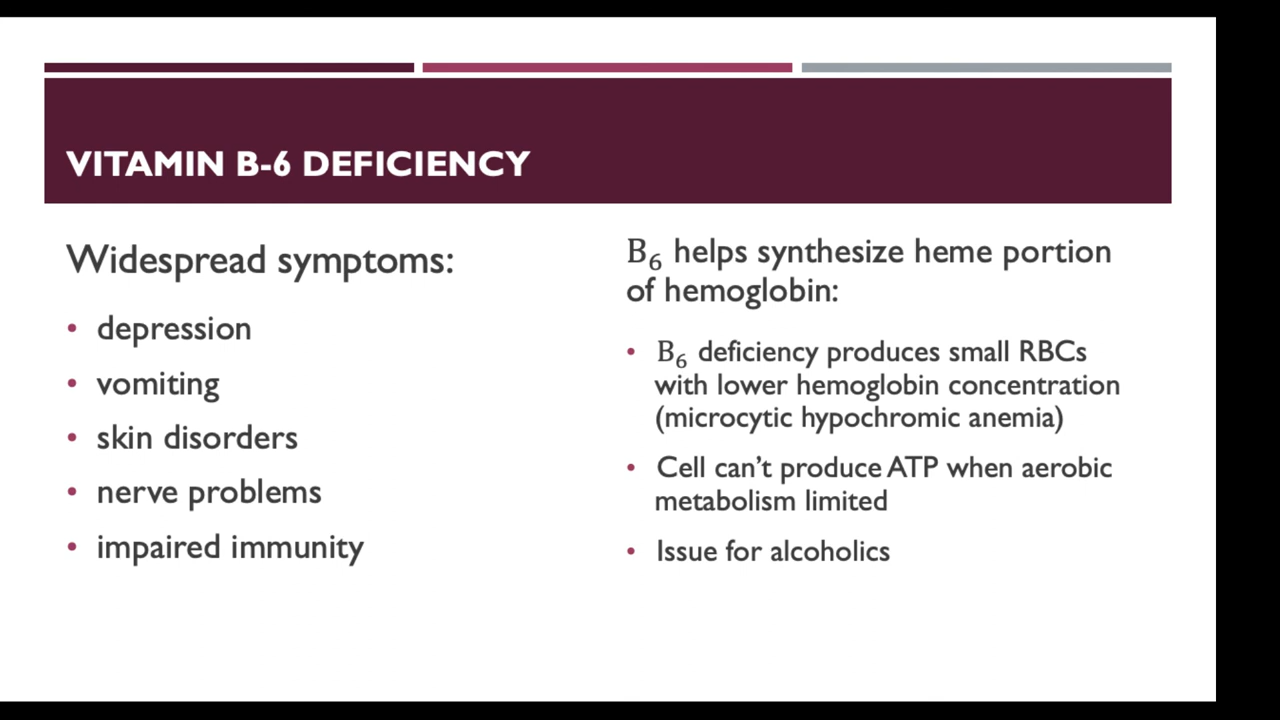 VITAMIN B-6 DEFICIENCY
Widespread symptoms:
• depression
• vomiting
• skin disorders
• nerve problems
• impaired immunity
B₆ helps synthesize heme portion
of hemoglobin:
• B₆ deficiency produces small RBCs
with lower hemoglobin concentration
(microcytic hypochromic anemia)
• Cell can't produce ATP when aerobic
metabolism limited
• Issue for alcoholics